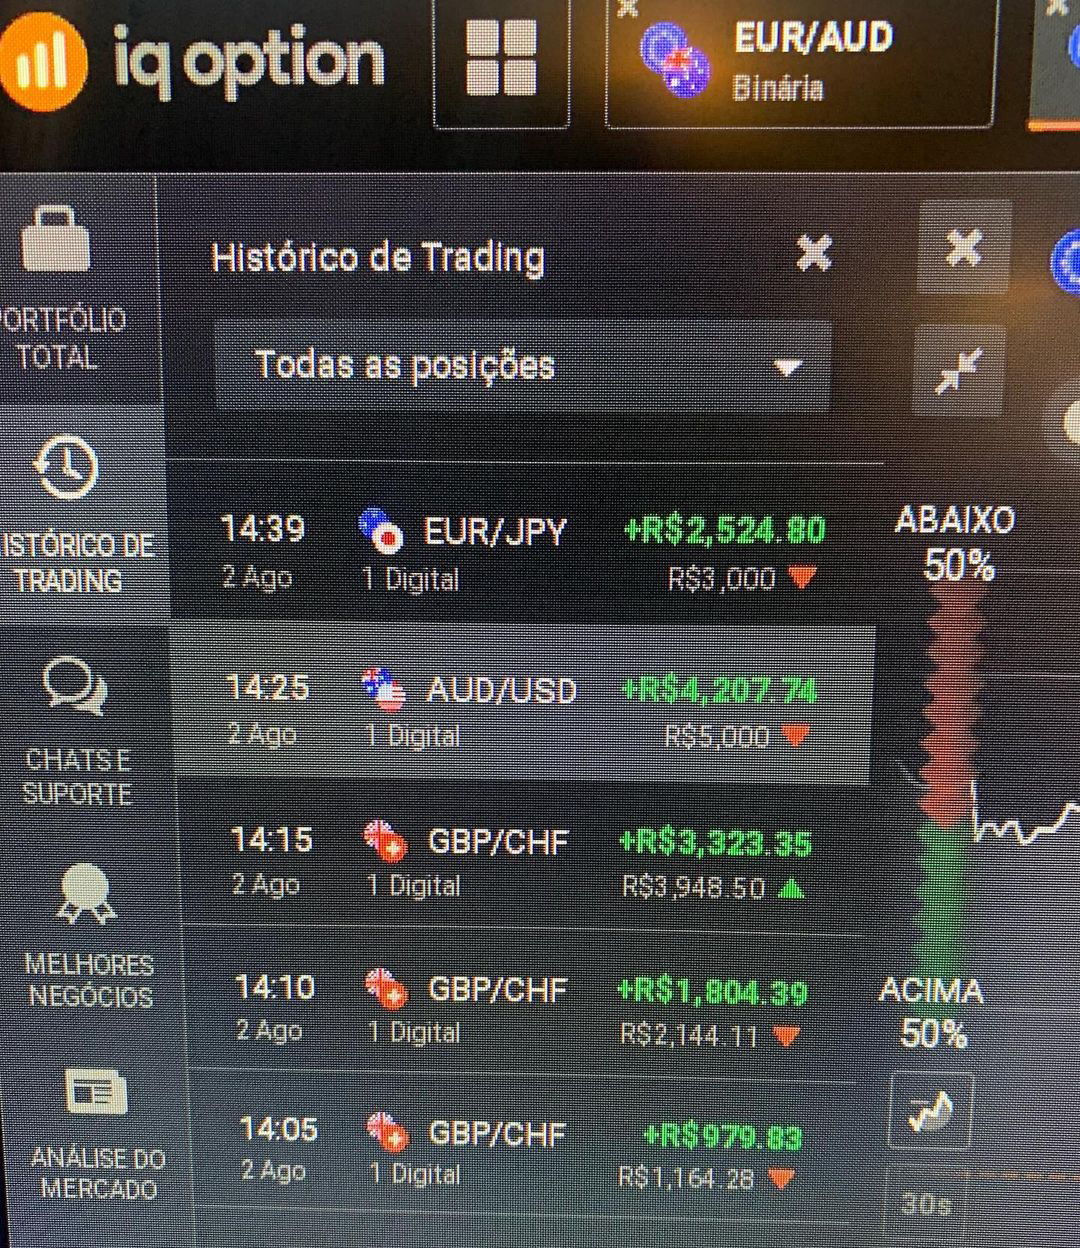 iq option
EUR/AUD
Binária
Histórico de Trading
PORTFÓLIO
TOTAL
Todas as posições
14:39 EUR/JPY +R$2,524.80
2 Ago 1 Digital R$3,000
ABAIXO
50%
ISTÓRICO DE
TRADING
14:25 AUD/USD +R$4,207.74
2 Ago 1 Digital R$5,000
CHATS E
SUPORTE
14:15 GBP/CHF +R$3,323.35
2 Ago 1 Digital R$3,948.50
MELHORES
NEGÓCIOS
14:10 GBP/CHF +R$1,804.39
2 Ago 1 Digital R$2,144.11
ACIMA
50%
14:05 GBP/CHF +R$979.83
2 Ago 1 Digital R$1,164.28
ANÁLISE DO
MERCADO
30s